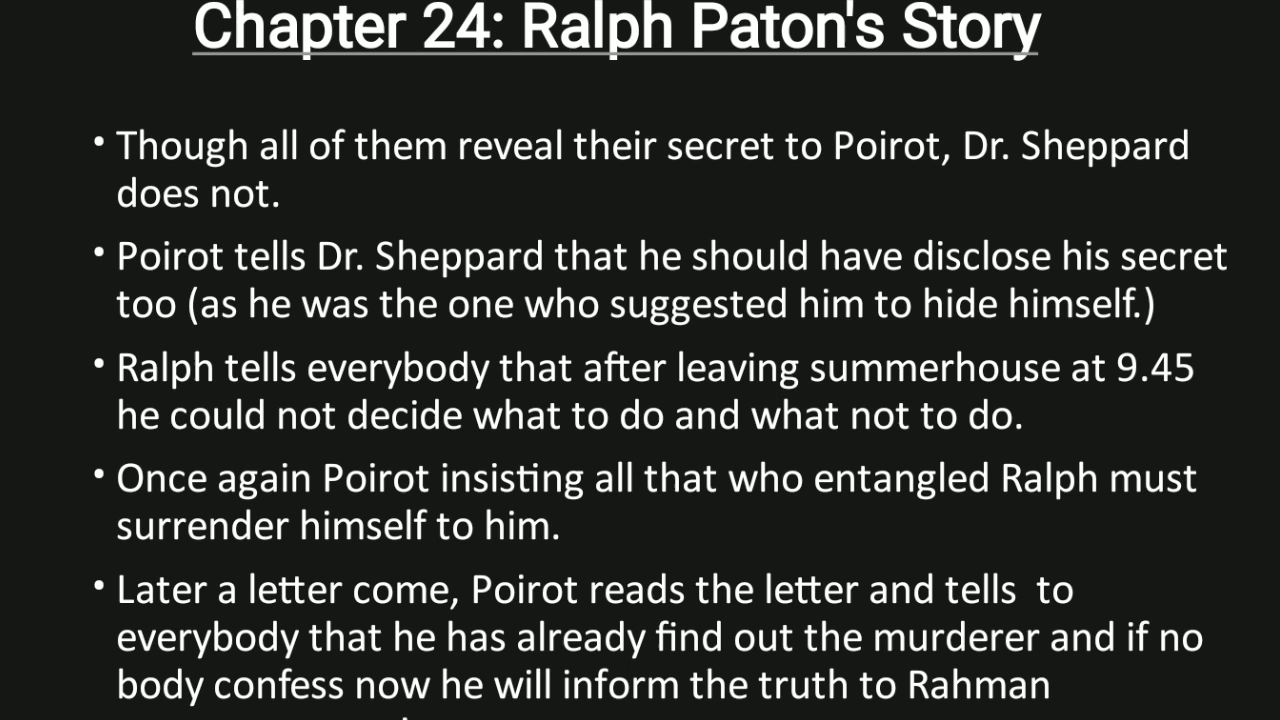 Chapter 24: Ralph Paton's Story
• Though all of them reveal their secret to Poirot, Dr. Sheppard
does not.
• Poirot tells Dr. Sheppard that he should have disclose his secret
too (as he was the one who suggested him to hide himself.)
• Ralph tells everybody that after leaving summerhouse at 9.45
he could not decide what to do and what not to do.
• Once again Poirot insisting all that who entangled Ralph must
surrender himself to him.
• Later a letter come, Poirot reads the letter and tells  to
everybody that he has already find out the murderer and if no
body confess now he will inform the truth to Rahman